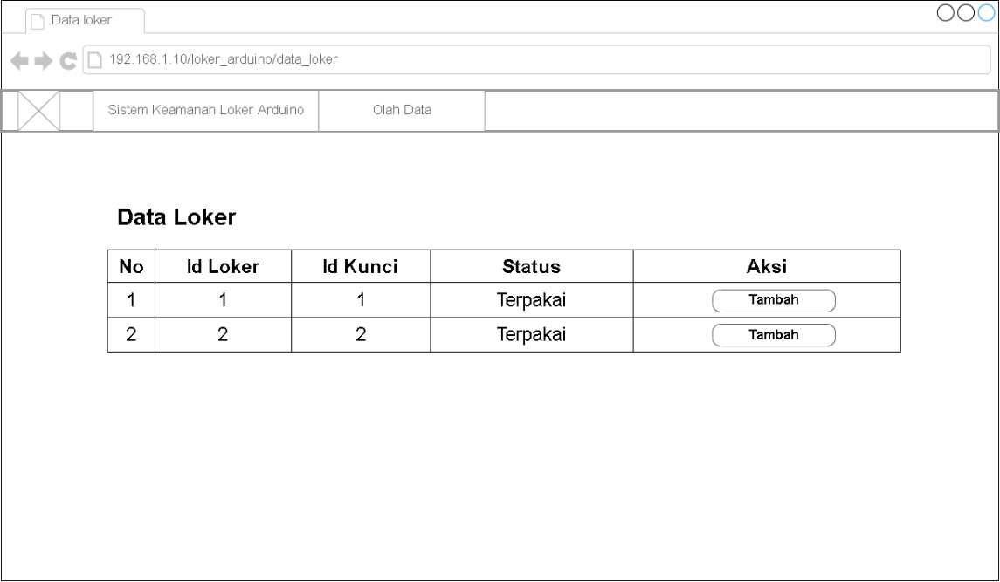 Data loker
192.168.1.10/loker_arduino/data_loker
Sistem Keamanan Loker Arduino Olah Data
Data Loker
No Id Loker Id Kunci Status Aksi
1 1 1 Terpakai Tambah
2 2 2 Terpakai Tambah